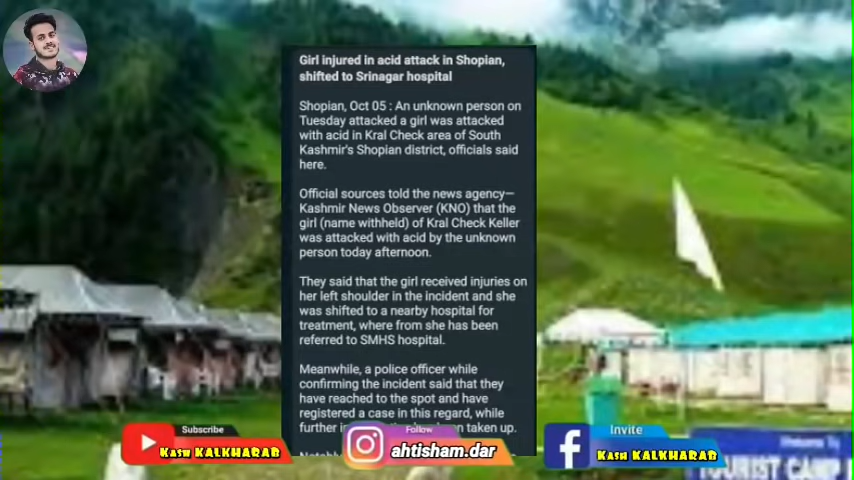 Girl injured in acid attack in Shopian,
shifted to Srinagar hospital
Shopian, Oct 05 : An unknown person on
Tuesday attacked a girl was attacked
with acid in Kral Check area of South
Kashmir's Shopian district, officials said
here.
Official sources told the news agency—
Kashmir News Observer (KNO) that the
girl (name withheld) of Kral Check Keller
was attacked with acid by the unknown
person today afternoon.
They said that the girl received injuries on
her left shoulder in the incident and she
was shifted to a nearby hospital for
treatment, where from she has been
referred to SMHS hospital.
Meanwhile, a police officer while
confirming the incident said that they
have reached to the spot and have
registered a case in this regard, while
further taken up.
Subscribe
KASH KALKHARAB
Follow
ahtisham.dar
Invite
KASH KALKHARAB
Welcome To
TOURIST CAMP